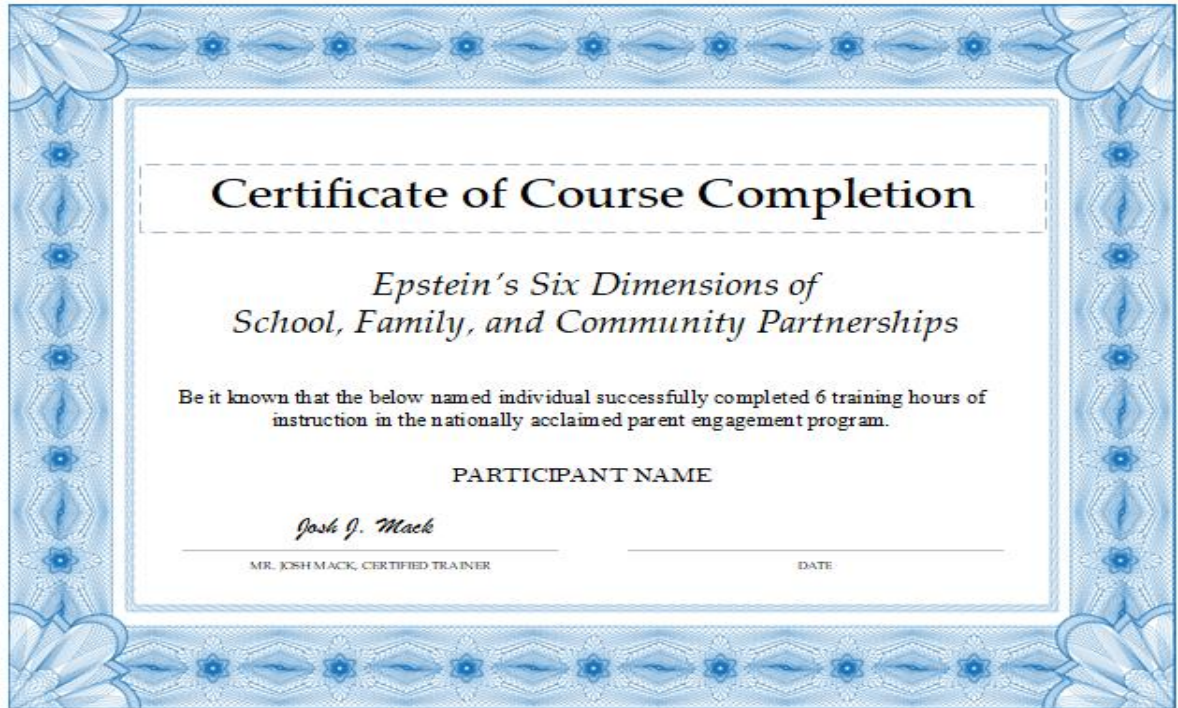 Certificate of Course Completion
Epstein's Six Dimensions of
School, Family, and Community Partnerships
Be it known that the below named individual successfully completed 6 training hours of
instruction in the nationally acclaimed parent engagement program.
PARTICIPANT NAME
Josh J. Mack
MR. JOSH MACK, CERTIFIED TRAINER
DATE